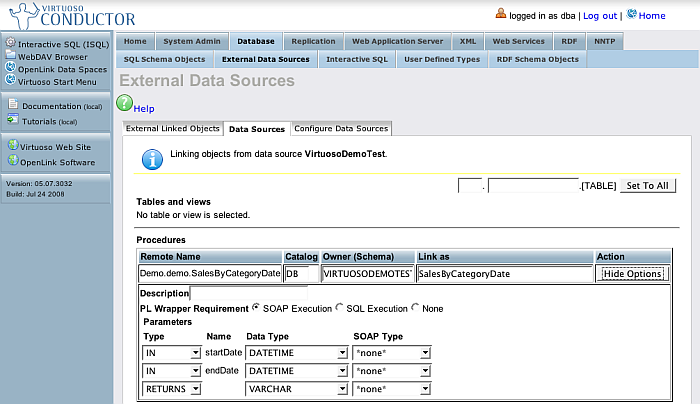 VIRTUOSO
CONDUCTOR
logged in as dba | Log out | Home
Interactive SQL (ISQL)
WebDAV Browser
OpenLink Data Spaces
Virtuoso Start Menu
Documentation (local)
Tutorials (local)
Virtuoso Web Site
OpenLink Software
Version: 05.07.3032
Build: Jul 24 2008
Home System Admin Database Replication Web Application Server XML Web Services RDF NNTP
SQL Schema Objects External Data Sources Interactive SQL User Defined Types RDF Schema Objects
External Data Sources
? Help
External Linked Objects Data Sources Configure Data Sources
i Linking objects from data source VirtuosoDemoTest.
. .[TABLE] Set To All
Tables and views
No table or view is selected.
Procedures
Remote Name Catalog Owner (Schema) Link as Action
Demo.demo.SalesByCategoryDate DB VIRTUOSODEMOTES SalesByCategoryDate Hide Options
Description
PL Wrapper Requirement SOAP Execution SQL Execution None
Parameters
Type Name Data Type SOAP Type
IN startDate DATETIME *none*
IN endDate DATETIME *none*
RETURNS VARCHAR *none*